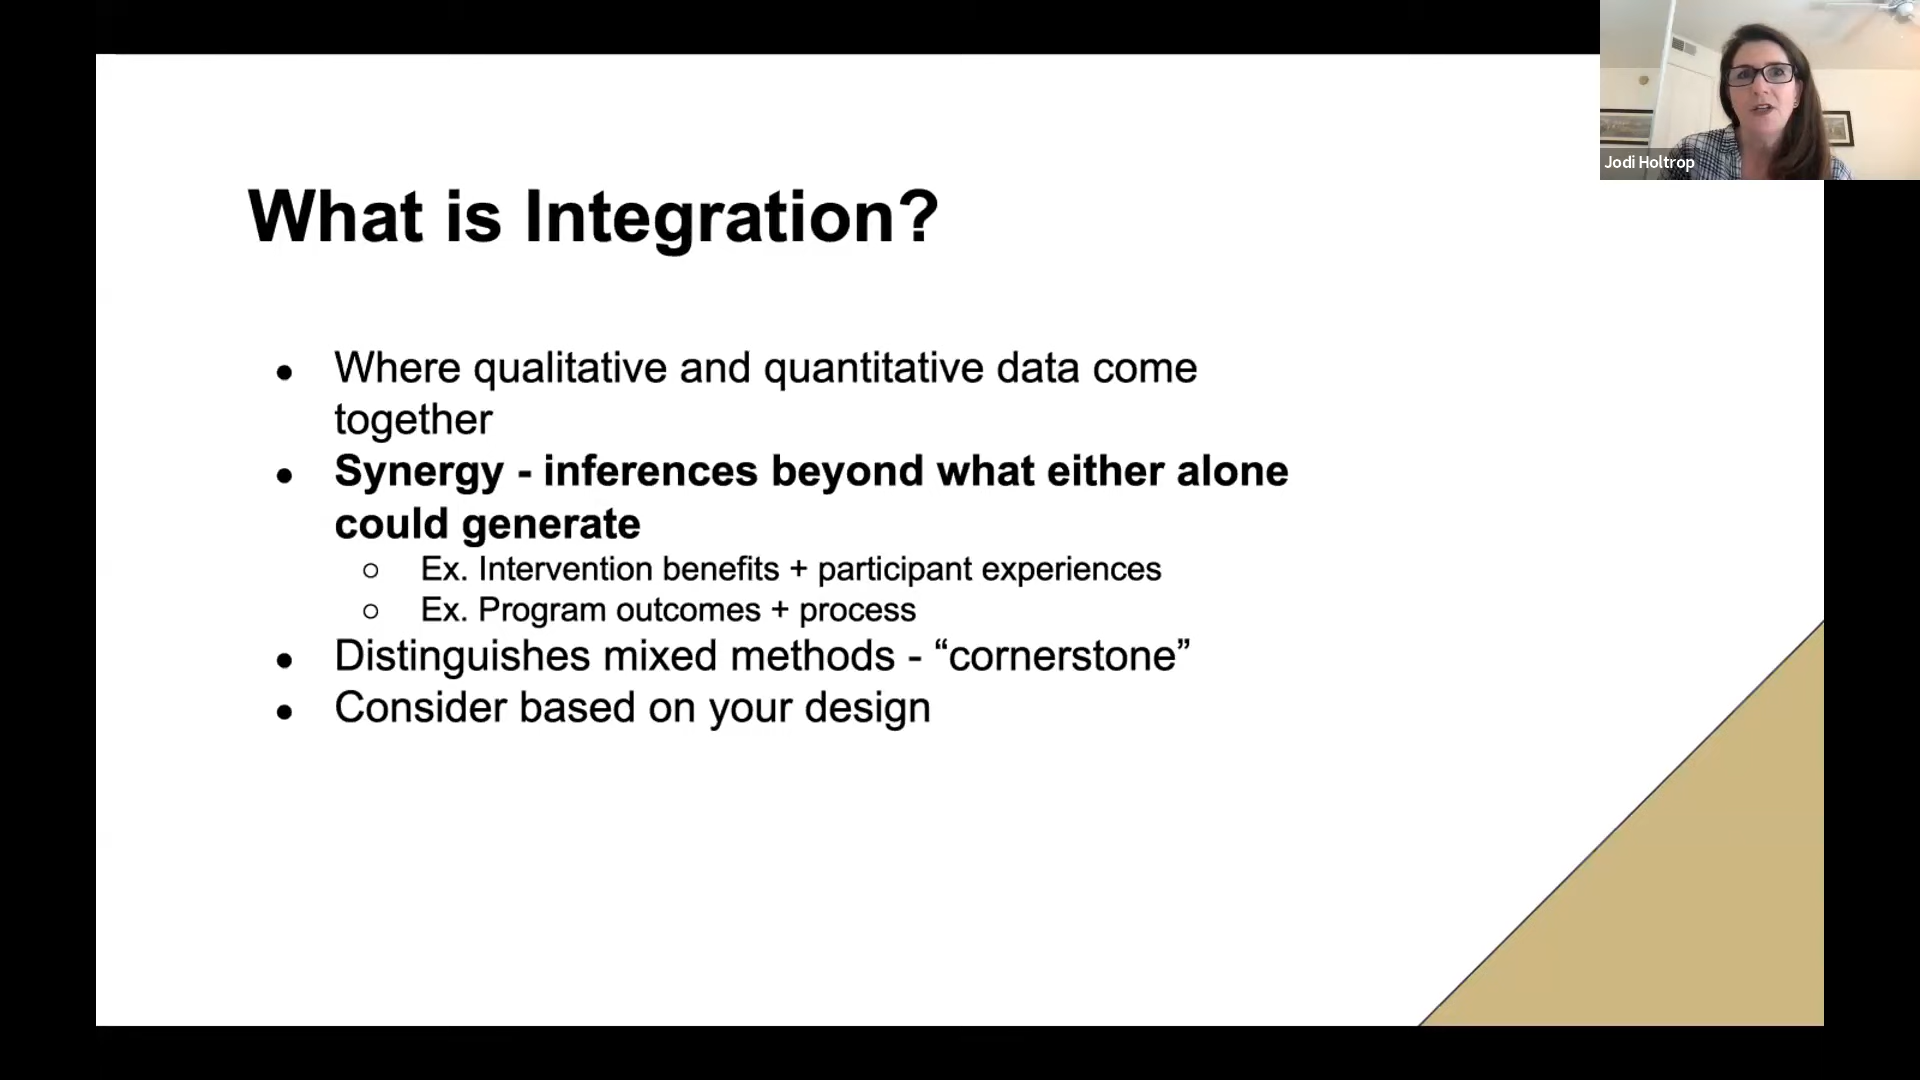 Jodi Holtrop
What is Integration?
● Where qualitative and quantitative data come
together
● Synergy - inferences beyond what either alone
could generate
○ Ex. Intervention benefits + participant experiences
○ Ex. Program outcomes + process
● Distinguishes mixed methods - “cornerstone”
● Consider based on your design